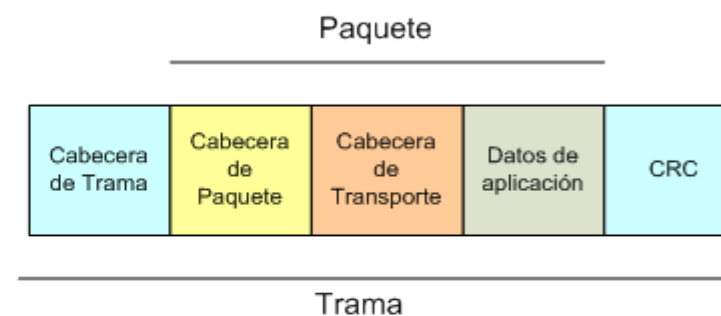 Paquete
Cabecera
de Trama
Cabecera
de
Paquete
Cabecera
de
Transporte
Datos de
aplicación
CRC
Trama